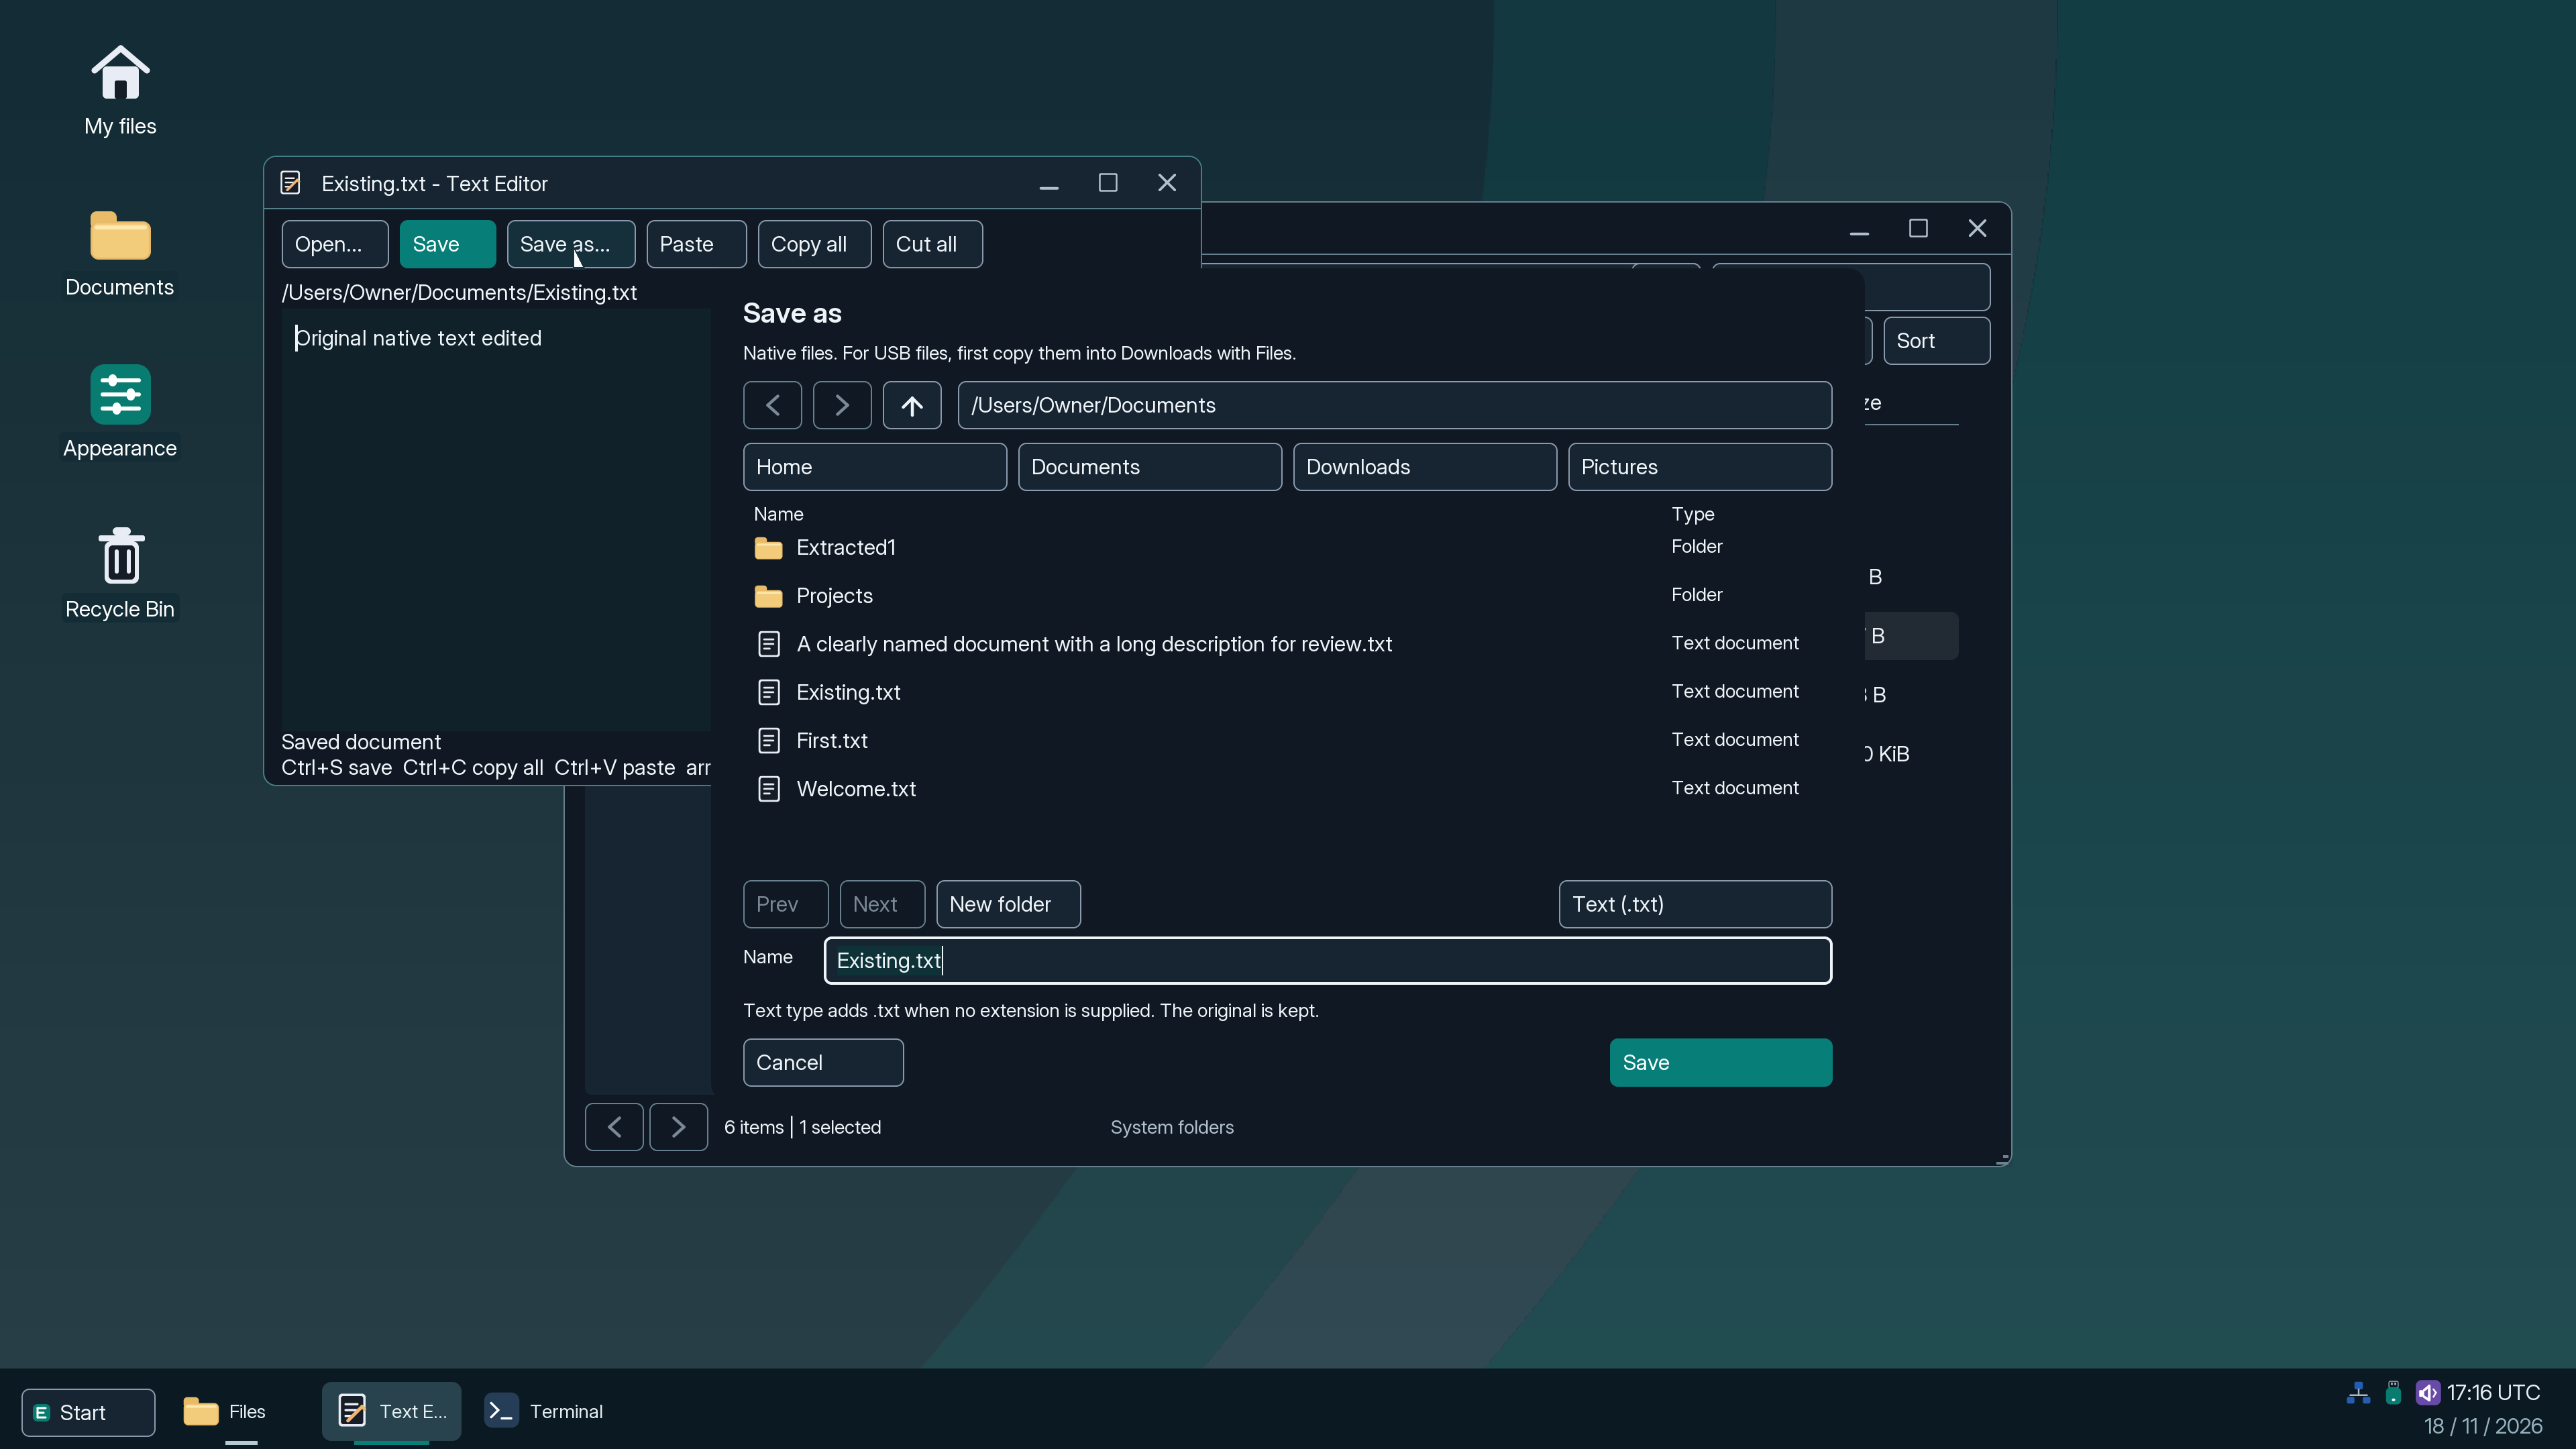 My files
Documents
Appearance
Recycle Bin
Existing.txt - Text Editor
Open...
Save
Save as...
Paste
Copy all
Cut all
/Users/Owner/Documents/Existing.txt
Original native text edited
Saved document
Ctrl+S save Ctrl+C copy all Ctrl+V paste
Sort
B
B
B
KiB
Save as
Native files. For USB files, first copy them into Downloads with Files.
/Users/Owner/Documents
Home
Documents
Downloads
Pictures
Name
Type
Extracted1
Folder
Projects
Folder
A clearly named document with a long description for review.txt
Text document
Existing.txt
Text document
First.txt
Text document
Welcome.txt
Text document
Prev
Next
New folder
Text (.txt)
Name
Existing.txt
Text type adds .txt when no extension is supplied. The original is kept.
Cancel
Save
6 items | 1 selected
System folders
E Start
Files
Text E...
Terminal
17:16 UTC
18 / 11 / 2026